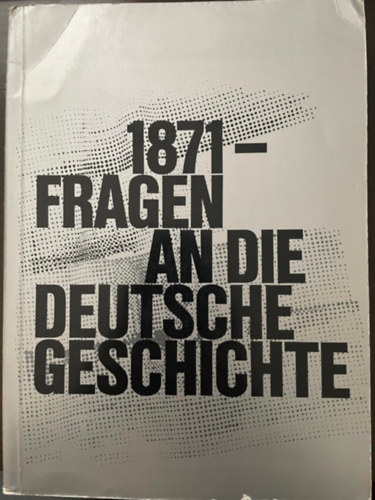 1871–
FRAGEN
AN DIE
DEUTSCHE
GESCHICHTE